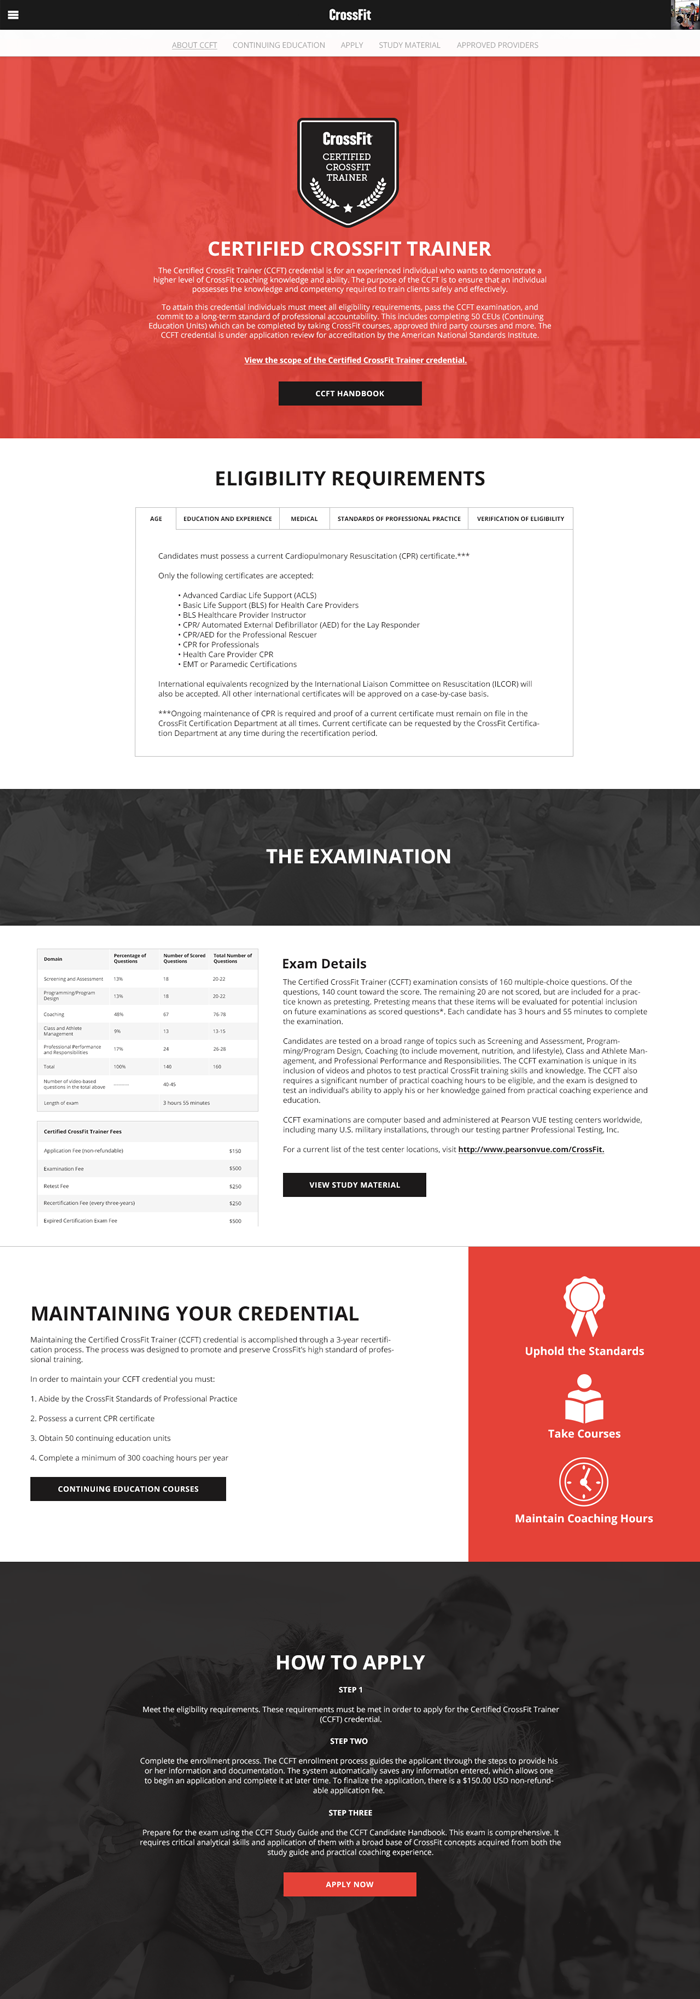 CrossFit
ABOUT CCFT CONTINUING EDUCATION APPLY STUDY MATERIAL APPROVED PROVIDERS
CrossFit
CERTIFIED
CROSSFIT
TRAINER
CERTIFIED CROSSFIT TRAINER
The Certified CrossFit Trainer (CCFT) credential is for an experienced individual who wants to demonstrate a
higher level of CrossFit coaching knowledge and ability. The purpose of the CCFT is to ensure that an individual
possesses the knowledge and competency required to train clients safely and effectively.
To attain this credential individuals must meet all eligibility requirements, pass the CCFT examination, and
commit to a long-term standard of professional accountability. This includes completing 50 CEUs (Continuing
Education Units) which can be completed by taking CrossFit courses, approved third party courses and more. The
CCFT credential is under application review for accreditation by the American National Standards Institute.
View the scope of the Certified CrossFit Trainer credential.
CCFT HANDBOOK
ELIGIBILITY REQUIREMENTS
AGE EDUCATION AND EXPERIENCE MEDICAL STANDARDS OF PROFESSIONAL PRACTICE VERIFICATION OF ELIGIBILITY
Candidates must possess a current Cardiopulmonary Resuscitation (CPR) certificate.***
Only the following certificates are accepted:
• Advanced Cardiac Life Support (ACLS)
• Basic Life Support (BLS) for Health Care Providers
• BLS Healthcare Provider Instructor
• CPR/ Automated External Defibrillator (AED) for the Lay Responder
• CPR/AED for the Professional Rescuer
• CPR for Professionals
• Health Care Provider CPR
• EMT or Paramedic Certifications
International equivalents recognized by the International Liaison Committee on Resuscitation (ILCOR) will
also be accepted. All other international certificates will be approved on a case-by-case basis.
***Ongoing maintenance of CPR is required and proof of a current certificate must remain on file in the
CrossFit Certification Department at all times. Current certificate can be requested by the CrossFit Certifica-
tion Department at any time during the recertification period.
THE EXAMINATION
Domain Percentage of Questions Number of Scored Questions Total Number of Questions
Screening and Assessment 13% 18 20-22
Programming/Program Design 13% 18 20-22
Coaching 48% 67 76-78
Class and Athlete Management 9% 13 13-15
Professional Performance and Responsibilities 17% 24 26-28
Total 100% 140 160
Number of video-based questions in the total above --------- 40-45
Length of exam 3 hours 55 minutes
Certified CrossFit Trainer Fees
Application Fee (non-refundable) $150
Examination Fee $500
Retest Fee $250
Recertification Fee (every three-years) $250
Expired Certification Exam Fee $500
Exam Details
The Certified CrossFit Trainer (CCFT) examination consists of 160 multiple-choice questions. Of the
questions, 140 count toward the score. The remaining 20 are not scored, but are included for a prac-
tice known as pretesting. Pretesting means that these items will be evaluated for potential inclusion
on future examinations as scored questions*. Each candidate has 3 hours and 55 minutes to complete
the examination.
Candidates are tested on a broad range of topics such as Screening and Assessment, Program-
ming/Program Design, Coaching (to include movement, nutrition, and lifestyle), Class and Athlete Man-
agement, and Professional Performance and Responsibilities. The CCFT examination is unique in its
inclusion of videos and photos to test practical CrossFit training skills and knowledge. The CCFT also
requires a significant number of practical coaching hours to be eligible, and the exam is designed to
test an individual's ability to apply his or her knowledge gained from practical coaching experience and
education.
CCFT examinations are computer based and administered at Pearson VUE testing centers worldwide,
including many U.S. military installations, through our testing partner Professional Testing, Inc.
For a current list of the test center locations, visit http://www.pearsonvue.com/CrossFit.
VIEW STUDY MATERIAL
MAINTAINING YOUR CREDENTIAL
Maintaining the Certified CrossFit Trainer (CCFT) credential is accomplished through a 3-year recertifi-
cation process. The process was designed to promote and preserve CrossFit's high standard of profes-
sional training.
In order to maintain your CCFT credential you must:
1. Abide by the CrossFit Standards of Professional Practice
2. Possess a current CPR certificate
3. Obtain 50 continuing education units
4. Complete a minimum of 300 coaching hours per year
CONTINUING EDUCATION COURSES
Uphold the Standards
Take Courses
Maintain Coaching Hours
HOW TO APPLY
STEP 1
Meet the eligibility requirements. These requirements must be met in order to apply for the Certified CrossFit Trainer
(CCFT) credential.
STEP TWO
Complete the enrollment process. The CCFT enrollment process guides the applicant through the steps to provide his
or her information and documentation. The system automatically saves any information entered, which allows one
to begin an application and complete it at later time. To finalize the application, there is a $150.00 USD non-refund-
able application fee.
STEP THREE
Prepare for the exam using the CCFT Study Guide and the CCFT Candidate Handbook. This exam is comprehensive. It
requires critical analytical skills and application of them with a broad base of CrossFit concepts acquired from both the
study guide and practical coaching experience.
APPLY NOW